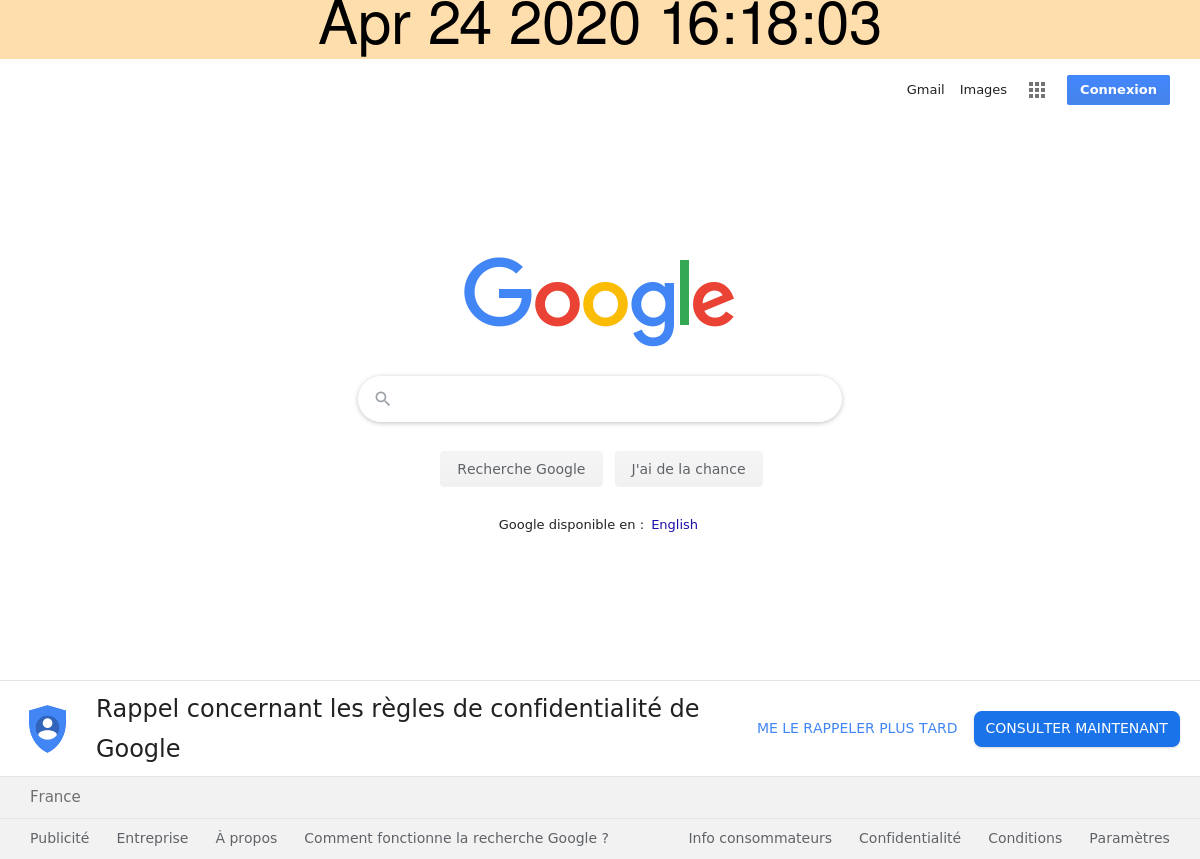 Apr 24 2020 16:18:03
Gmail Images Connexion
Google
Recherche Google J'ai de la chance
Google disponible en : English
Rappel concernant les règles de confidentialité de
Google
ME LE RAPPELER PLUS TARD CONSULTER MAINTENANT
France
Publicité Entreprise À propos Comment fonctionne la recherche Google ? Info consommateurs Confidentialité Conditions Paramètres